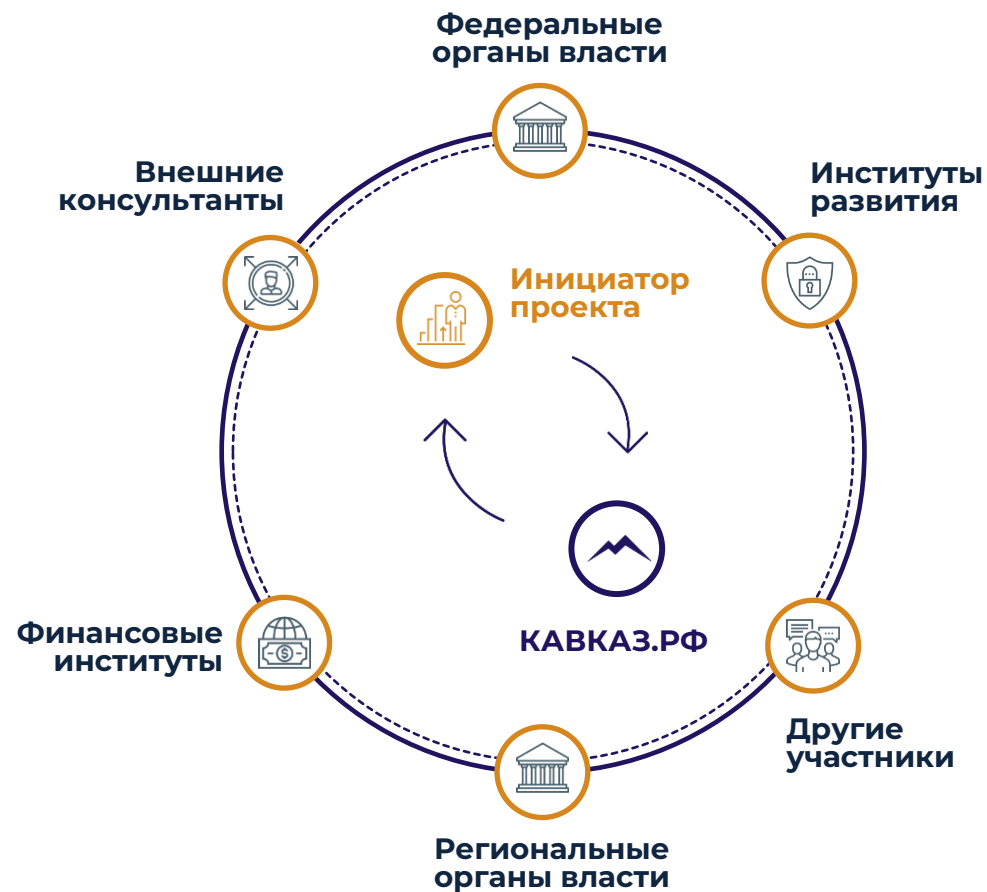 Федеральные
органы власти
Внешние
консультанты
Институты
развития
Инициатор
проекта
Финансовые
институты
КАВКАЗ.РФ
Другие
участники
Региональные
органы власти